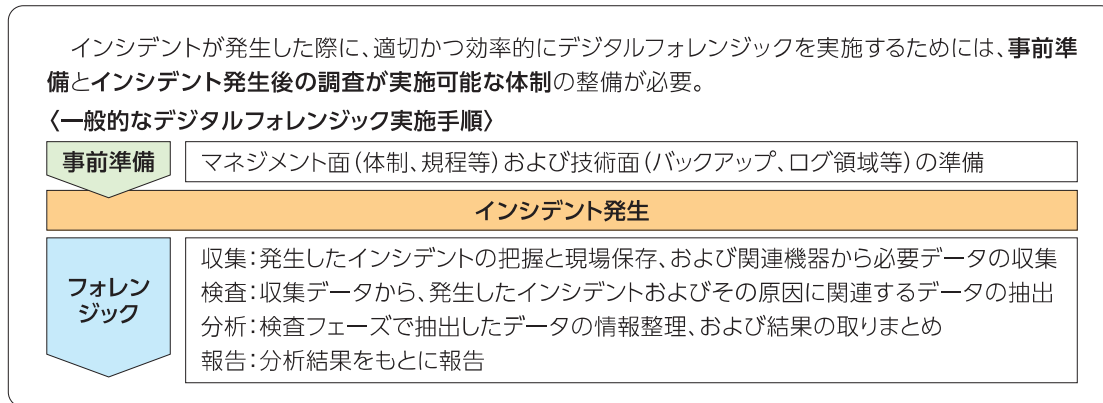 インシデントが発生した際に、適切かつ効率的にデジタルフォレンジックを実施するためには、事前準
備とインシデント発生後の調査が実施可能な体制の整備が必要。
〈一般的なデジタルフォレンジック実施手順〉
事前準備
マネジメント面(体制、規程等)および技術面(バックアップ、ログ領域等)の準備
インシデント発生
フォレン
ジック
収集:発生したインシデントの把握と現場保存、および関連機器から必要データの収集
検査:収集データから、発生したインシデントおよびその原因に関連するデータの抽出
分析:検査フェーズで抽出したデータの情報整理、および結果の取りまとめ
報告:分析結果をもとに報告